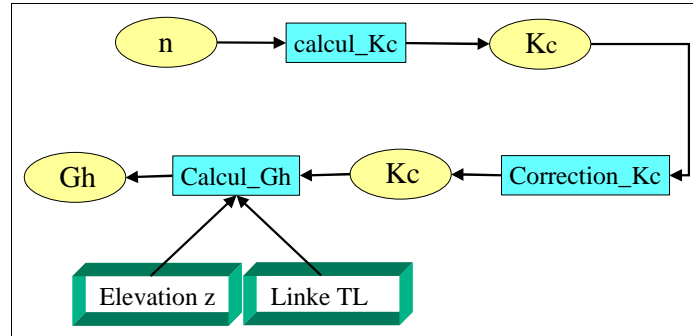 n
calcul_Kc
Kc
Gh
Calcul_Gh
Kc
Correction_Kc
Elevation z
Linke TL